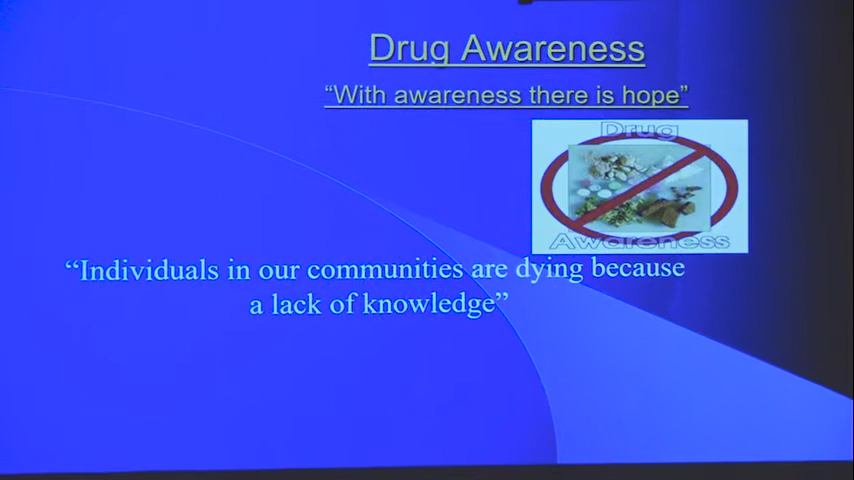 Drug Awareness
“With awareness there is hope”
Drug
Awareness
“Individuals in our communities are dying because
a lack of knowledge”